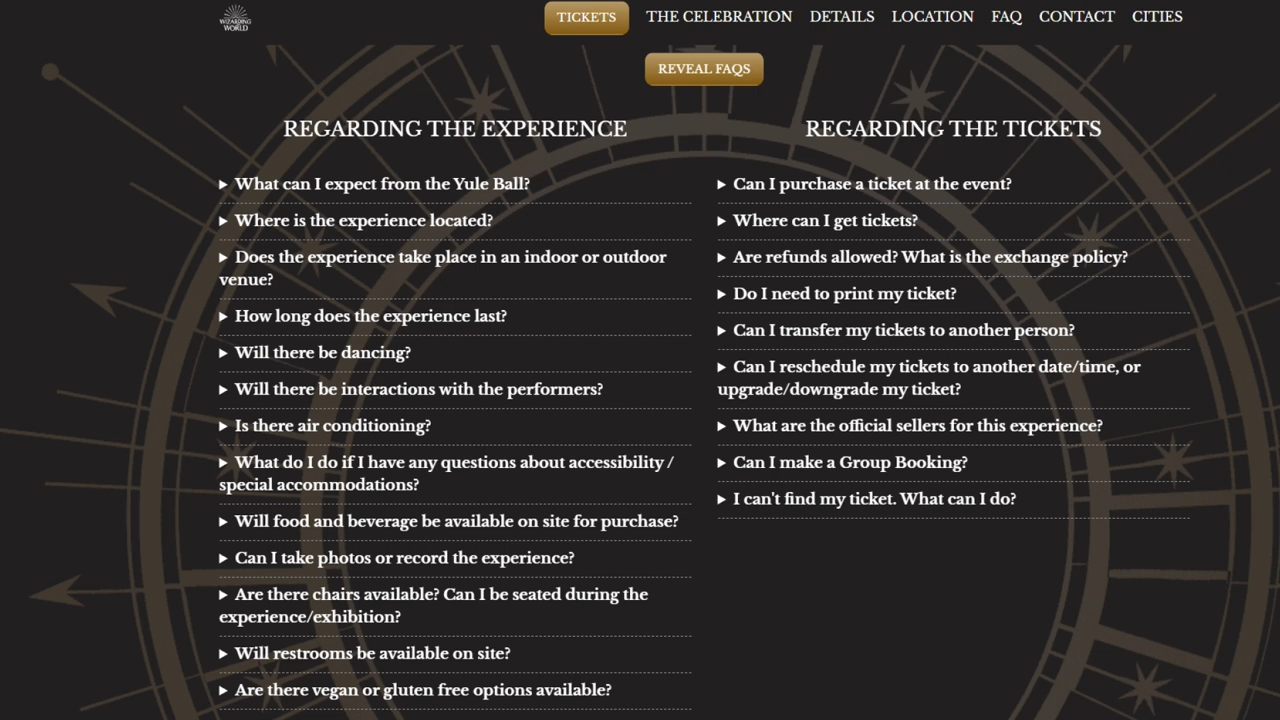 WIZARDING
WORLD
TICKETS
THE CELEBRATION
DETAILS
LOCATION
FAQ
CONTACT
CITIES
REVEAL FAQS
REGARDING THE EXPERIENCE
What can I expect from the Yule Ball?
Where is the experience located?
Does the experience take place in an indoor or outdoor
venue?
How long does the experience last?
Will there be dancing?
Will there be interactions with the performers?
Is there air conditioning?
What do I do if I have any questions about accessibility /
special accommodations?
Will food and beverage be available on site for purchase?
Can I take photos or record the experience?
Are there chairs available? Can I be seated during the
experience/exhibition?
Will restrooms be available on site?
Are there vegan or gluten free options available?
REGARDING THE TICKETS
Can I purchase a ticket at the event?
Where can I get tickets?
Are refunds allowed? What is the exchange policy?
Do I need to print my ticket?
Can I transfer my tickets to another person?
Can I reschedule my tickets to another date/time, or
upgrade/downgrade my ticket?
What are the official sellers for this experience?
Can I make a Group Booking?
I can't find my ticket. What can I do?